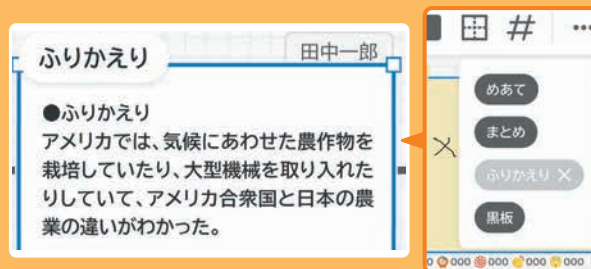 ふりかえり
田中一郎
●ふりかえり
アメリカでは、気候にあわせた農作物を
栽培していたり、大型機械を取り入れた
りしていて、アメリカ合衆国と日本の農
業の違いがわかった。
#
めあて
まとめ
ふりかえり ×
黒板
000 000 000 000